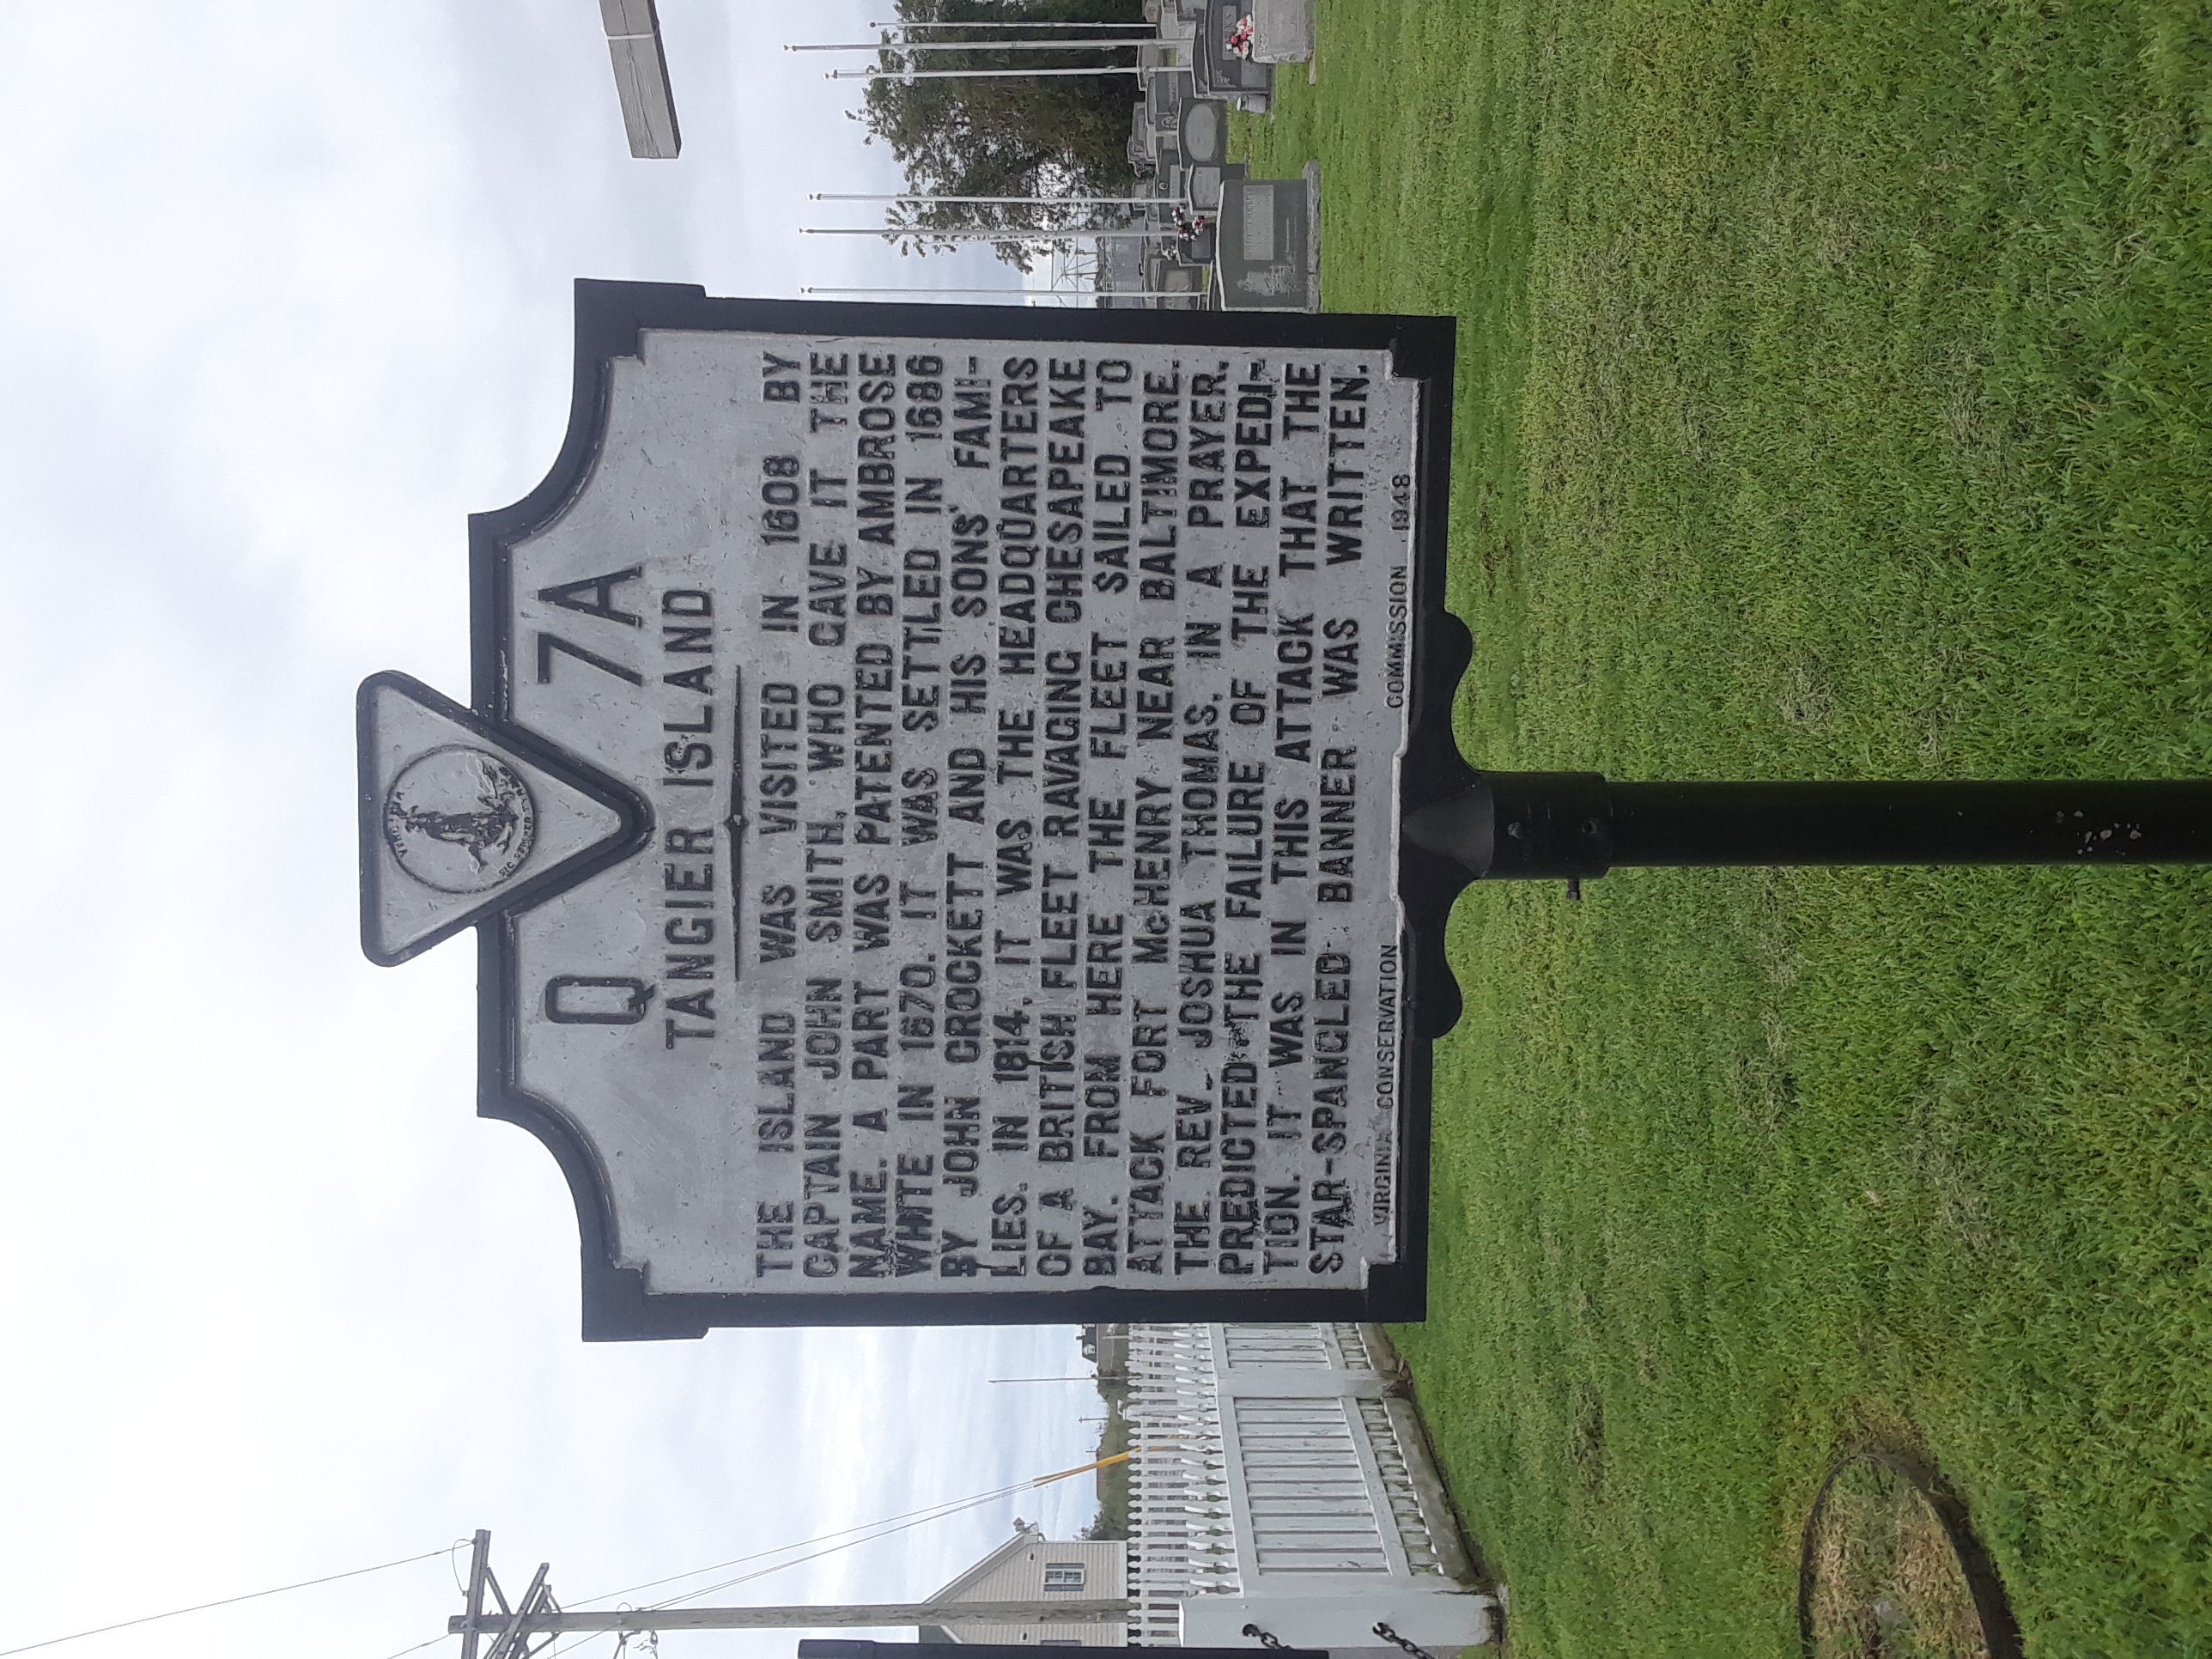 Q 7A
TANGIER ISLAND
THE ISLAND WAS VISITED IN 1608 BY
CAPTAIN JOHN SMITH, WHO GAVE IT THE
NAME. A PART WAS PATENTED BY AMBROSE
WHITE IN 1670. IT WAS SETTLED IN 1686
BY JOHN CROCKETT AND HIS SONS' FAMI-
LIES. IN 1814, IT WAS THE HEADQUARTERS
OF A BRITISH FLEET RAVAGING CHESAPEAKE
BAY. FROM HERE THE FLEET SAILED TO
ATTACK FORT McHENRY NEAR BALTIMORE.
THE REV. JOSHUA THOMAS, IN A PRAYER,
PREDICTED THE FAILURE OF THE EXPEDI-
TION. IT WAS IN THIS ATTACK THAT THE
STAR-SPANGLED BANNER WAS WRITTEN.
VIRGINIA CONSERVATION COMMISSION 1948